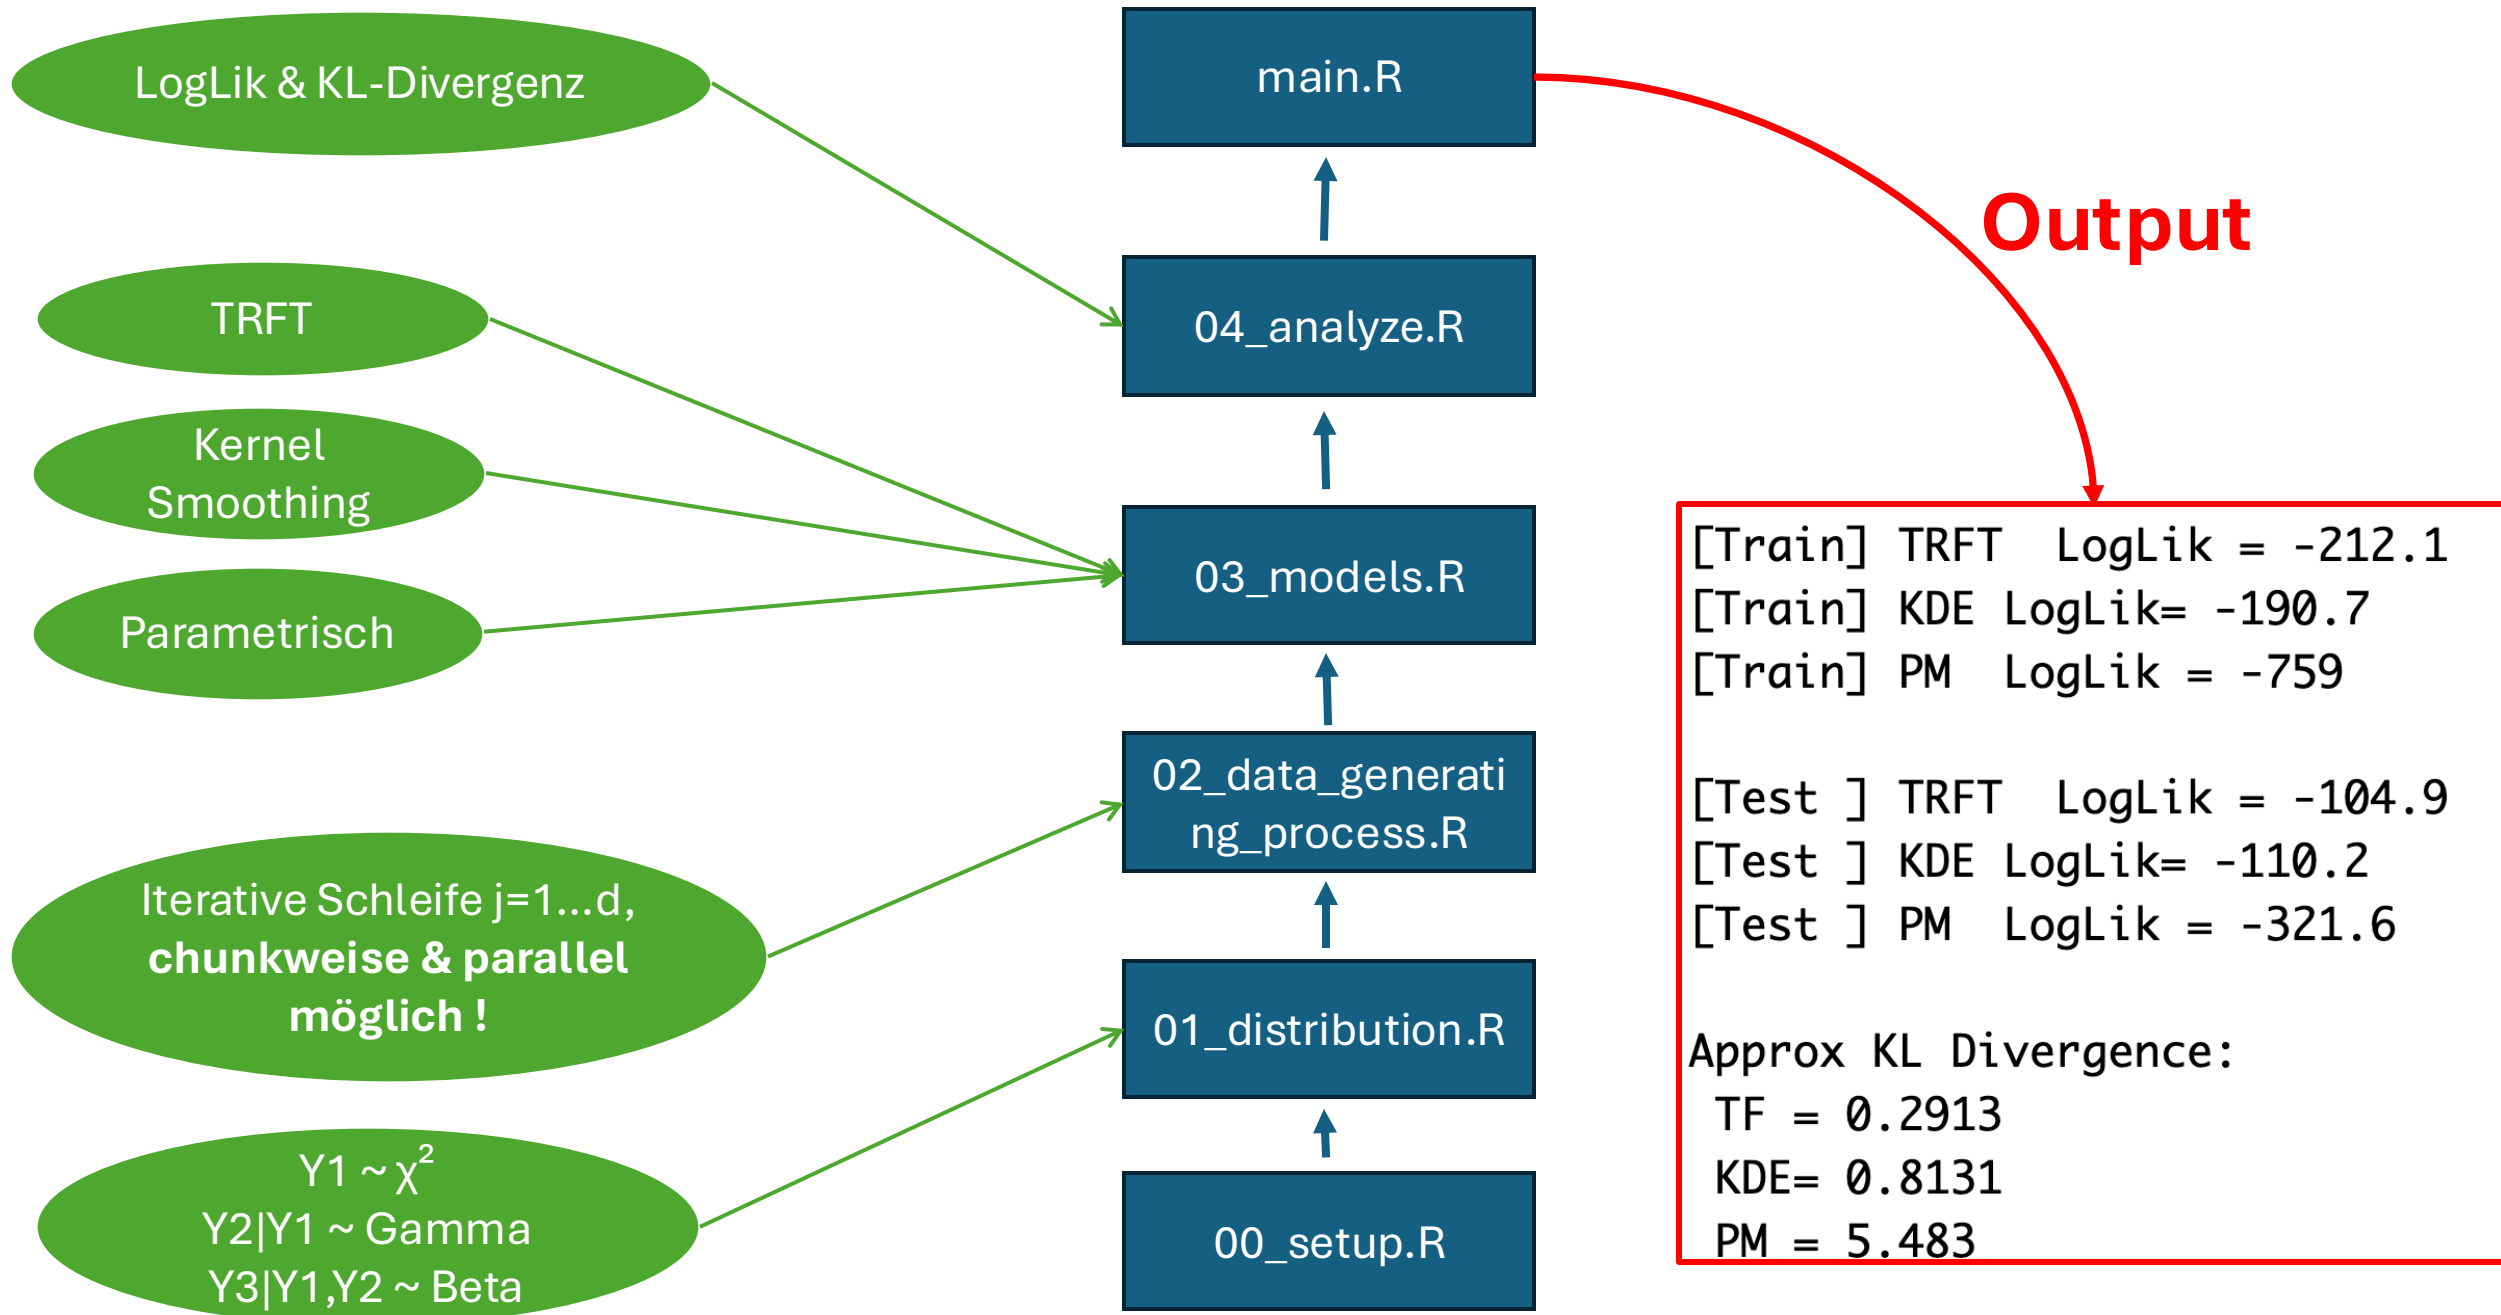 LogLik & KL-Divergenz
TRFT
Kernel
Smoothing
Parametrisch
Iterative Schleife j=1...d,
chunkweise & parallel
möglich !
Y1 ~ χ²
Y2|Y1 ~ Gamma
Y3|Y1,Y2 ~ Beta
main.R
04_analyze.R
03_models.R
02_data_generati
ng_process.R
01_distribution.R
00_setup.R
Output
[Train] TRFT  LogLik = -212.1
[Train] KDE LogLik= -190.7
[Train] PM  LogLik = -759
[Test ] TRFT  LogLik = -104.9
[Test ] KDE LogLik= -110.2
[Test ] PM  LogLik = -321.6
Approx KL Divergence:
TF = 0.2913
KDE= 0.8131
PM = 5.483